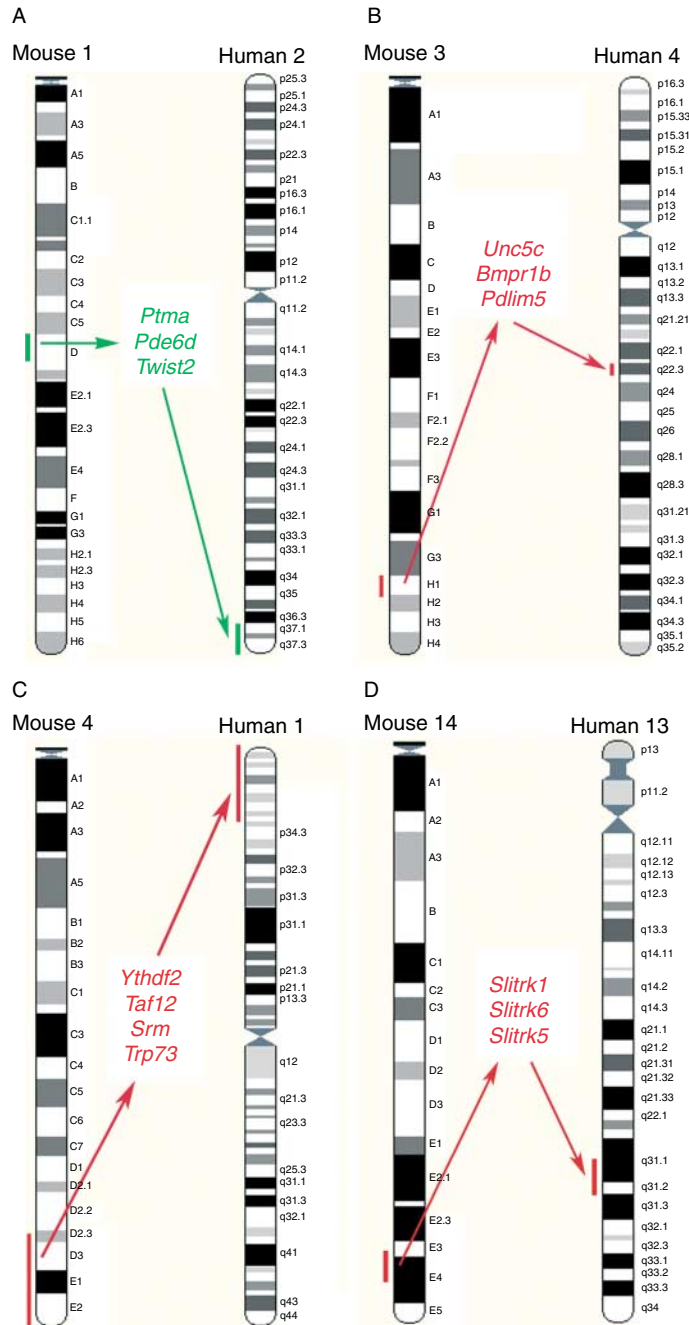 A
Mouse 1
Human 2
A1
A3
A5
B
C1.1
C2
C3
C4
C5
D
E2.1
E2.3
E4
F
G1
G3
H2.1
H2.3
H3
H4
H5
H6
Ptma
Pde6d
Twist2
p25.3
p25.1
p24.3
p24.1
p22.3
p21
p16.3
p16.1
p14
p12
p11.2
q11.2
q14.1
q14.3
q22.1
q22.3
q24.1
q24.3
q31.1
q32.1
q33.3
q33.1
q34
q35
q36.3
q37.1
q37.3
B
Mouse 3
Human 4
A1
A3
B
C
D
E1
E2
E3
F1
F2.1
F2.2
F3
G1
G3
H1
H2
H3
H4
Unc5c
Bmpr1b
Pdlim5
p16.3
p16.1
p15.33
p15.31
p15.2
p15.1
p14
p13
p12
q12
q13.1
q13.2
q13.3
q21.21
q22.1
q22.3
q24
q25
q26
q28.1
q28.3
q31.21
q31.3
q32.1
q32.3
q34.1
q34.3
q35.1
q35.2
C
Mouse 4
Human 1
A1
A2
A3
A5
B1
B2
B3
C1
C3
C4
C5
C6
C7
D1
D2.1
D2.2
D2.3
D3
E1
E2
Ythdf2
Taf12
Srm
Trp73
p34.3
p32.3
p31.3
p31.1
p21.3
p21.1
p13.3
q12
q21.3
q23.3
q25.3
q31.1
q31.3
q32.1
q41
q43
q44
D
Mouse 14
Human 13
A1
A2
A3
B
C1
C2
C3
D1
D2
D3
E1
E2.1
E2.3
E3
E4
E5
Slitrk1
Slitrk6
Slitrk5
p13
p11.2
q12.11
q12.12
q12.13
q12.3
q13.3
q14.11
q14.2
q14.3
q21.1
q21.2
q21.31
q21.32
q21.33
q22.1
q31.1
q31.2
q31.3
q32.1
q32.3
q33.1
q33.2
q33.3
q34